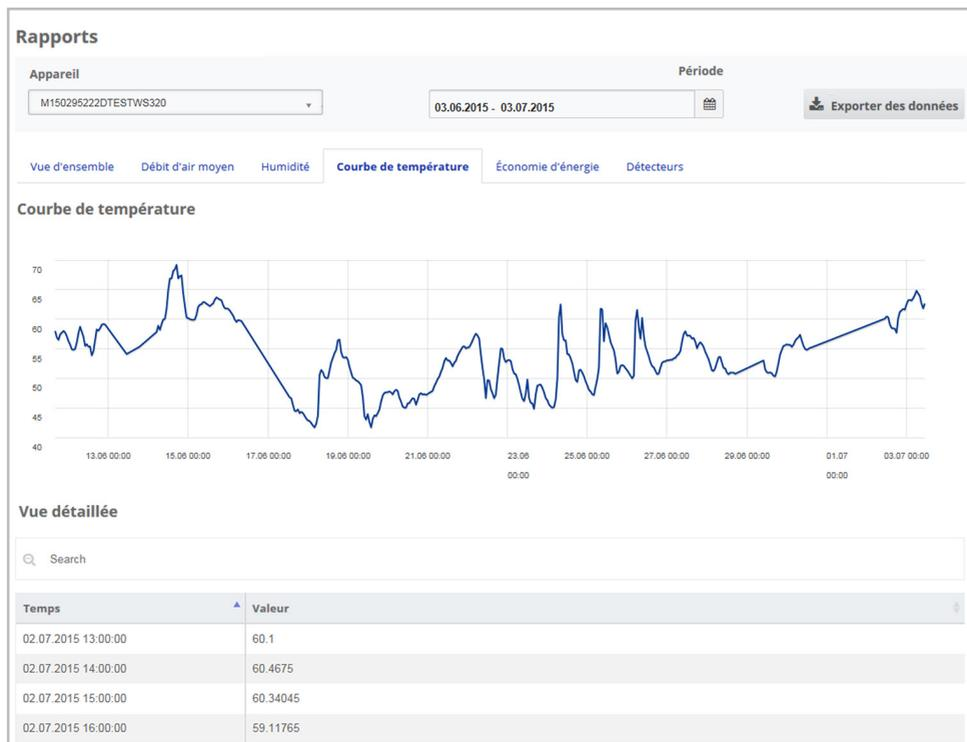 Rapports
Appareil
Période
M150295222DTESTWS320
03.06.2015 - 03.07.2015
Exporter des données
Vue d'ensemble Débit d'air moyen Humidité Courbe de température Économie d'énergie Détecteurs
Courbe de température
70
65
60
55
50
45
40
13.06 00:00 15.06 00:00 17.06 00:00 19.06 00:00 21.06 00:00 23.06 25.06 00:00 27.06 00:00 29.06 00:00 01.07 03.07 00:00
00:00 00:00
Vue détaillée
Search
Temps Valeur
02.07.2015 13:00:00 60.1
02.07.2015 14:00:00 60.4675
02.07.2015 15:00:00 60.34045
02.07.2015 16:00:00 59.11765